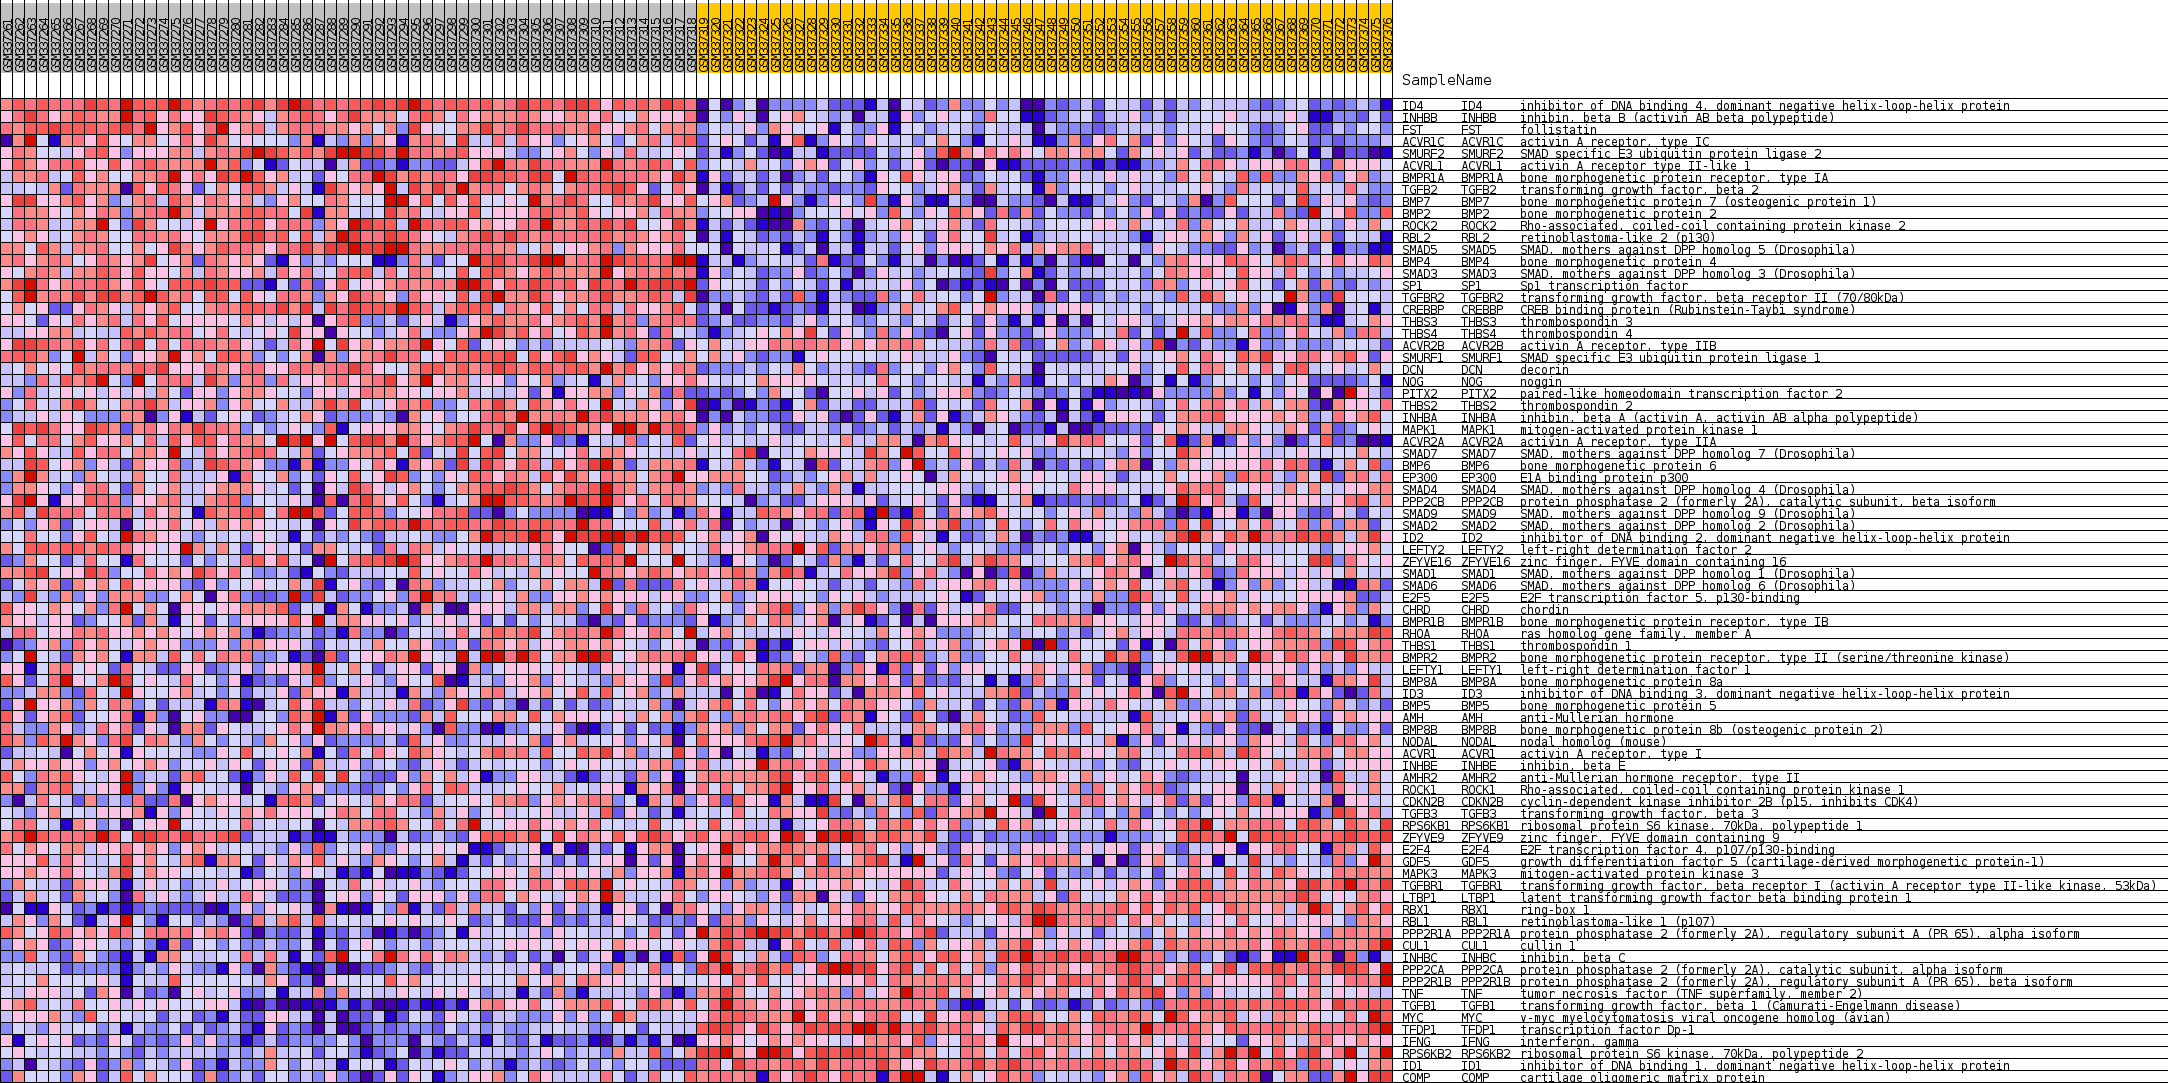 SampleName
ID4 ID4 inhibitor of DNA binding 4, dominant negative helix-loop-helix protein
INHBB INHBB inhibin, beta B (activin AB beta polypeptide)
FST FST follistatin
ACVR1C ACVR1C activin A receptor, type IC
SMURF2 SMURF2 SMAD specific E3 ubiquitin protein ligase 2
ACVRL1 ACVRL1 activin A receptor type II-like 1
BMPR1A BMPR1A bone morphogenetic protein receptor, type IA
TGFB2 TGFB2 transforming growth factor, beta 2
BMP7 BMP7 bone morphogenetic protein 7 (osteogenic protein 1)
BMP2 BMP2 bone morphogenetic protein 2
ROCK2 ROCK2 Rho-associated, coiled-coil containing protein kinase 2
RBL2 RBL2 retinoblastoma-like 2 (p130)
SMAD5 SMAD5 SMAD, mothers against DPP homolog 5 (Drosophila)
BMP4 BMP4 bone morphogenetic protein 4
SMAD3 SMAD3 SMAD, mothers against DPP homolog 3 (Drosophila)
SP1 SP1 Sp1 transcription factor
TGFBR2 TGFBR2 transforming growth factor, beta receptor II (70/80kDa)
CREBBP CREBBP CREB binding protein (Rubinstein-Taybi syndrome)
THBS3 THBS3 thrombospondin 3
THBS4 THBS4 thrombospondin 4
ACVR2B ACVR2B activin A receptor, type IIB
SMURF1 SMURF1 SMAD specific E3 ubiquitin protein ligase 1
DCN DCN decorin
NOG NOG noggin
PITX2 PITX2 paired-like homeodomain transcription factor 2
THBS2 THBS2 thrombospondin 2
INHBA INHBA inhibin, beta A (activin A, activin AB alpha polypeptide)
MAPK1 MAPK1 mitogen-activated protein kinase 1
ACVR2A ACVR2A activin A receptor, type IIA
SMAD7 SMAD7 SMAD, mothers against DPP homolog 7 (Drosophila)
BMP6 BMP6 bone morphogenetic protein 6
EP300 EP300 E1A binding protein p300
SMAD4 SMAD4 SMAD, mothers against DPP homolog 4 (Drosophila)
PPP2CB PPP2CB protein phosphatase 2 (formerly 2A), catalytic subunit, beta isoform
SMAD9 SMAD9 SMAD, mothers against DPP homolog 9 (Drosophila)
SMAD2 SMAD2 SMAD, mothers against DPP homolog 2 (Drosophila)
ID2 ID2 inhibitor of DNA binding 2, dominant negative helix-loop-helix protein
LEFTY2 LEFTY2 left-right determination factor 2
ZFYVE16 ZFYVE16 zinc finger, FYVE domain containing 16
SMAD1 SMAD1 SMAD, mothers against DPP homolog 1 (Drosophila)
SMAD6 SMAD6 SMAD, mothers against DPP homolog 6 (Drosophila)
E2F5 E2F5 E2F transcription factor 5, p130-binding
CHRD CHRD chordin
BMPR1B BMPR1B bone morphogenetic protein receptor, type IB
RHOA RHOA ras homolog gene family, member A
THBS1 THBS1 thrombospondin 1
BMPR2 BMPR2 bone morphogenetic protein receptor, type II (serine/threonine kinase)
LEFTY1 LEFTY1 left-right determination factor 1
BMP8A BMP8A bone morphogenetic protein 8a
ID3 ID3 inhibitor of DNA binding 3, dominant negative helix-loop-helix protein
BMP5 BMP5 bone morphogenetic protein 5
AMH AMH anti-Mullerian hormone
BMP8B BMP8B bone morphogenetic protein 8b (osteogenic protein 2)
NODAL NODAL nodal homolog (mouse)
ACVR1 ACVR1 activin A receptor, type I
INHBE INHBE inhibin, beta E
AMHR2 AMHR2 anti-Mullerian hormone receptor, type II
ROCK1 ROCK1 Rho-associated, coiled-coil containing protein kinase 1
CDKN2B CDKN2B cyclin-dependent kinase inhibitor 2B (p15, inhibits CDK4)
TGFB3 TGFB3 transforming growth factor, beta 3
RPS6KB1 RPS6KB1 ribosomal protein S6 kinase, 70kDa, polypeptide 1
ZFYVE9 ZFYVE9 zinc finger, FYVE domain containing 9
E2F4 E2F4 E2F transcription factor 4, p107/p130-binding
GDF5 GDF5 growth differentiation factor 5 (cartilage-derived morphogenetic protein-1)
MAPK3 MAPK3 mitogen-activated protein kinase 3
TGFBR1 TGFBR1 transforming growth factor, beta receptor I (activin A receptor type II-like kinase, 53kDa)
LTBP1 LTBP1 latent transforming growth factor beta binding protein 1
RBX1 RBX1 ring-box 1
RBL1 RBL1 retinoblastoma-like 1 (p107)
PPP2R1A PPP2R1A protein phosphatase 2 (formerly 2A), regulatory subunit A (PR 65), alpha isoform
CUL1 CUL1 cullin 1
INHBC INHBC inhibin, beta C
PPP2CA PPP2CA protein phosphatase 2 (formerly 2A), catalytic subunit, alpha isoform
PPP2R1B PPP2R1B protein phosphatase 2 (formerly 2A), regulatory subunit A (PR 65), beta isoform
TNF TNF tumor necrosis factor (TNF superfamily, member 2)
TGFB1 TGFB1 transforming growth factor, beta 1 (Camurati-Engelmann disease)
MYC MYC v-myc myelocytomatosis viral oncogene homolog (avian)
TFDP1 TFDP1 transcription factor Dp-1
IFNG IFNG interferon, gamma
RPS6KB2 RPS6KB2 ribosomal protein S6 kinase, 70kDa, polypeptide 2
ID1 ID1 inhibitor of DNA binding 1, dominant negative helix-loop-helix protein
COMP COMP cartilage oligomeric matrix protein